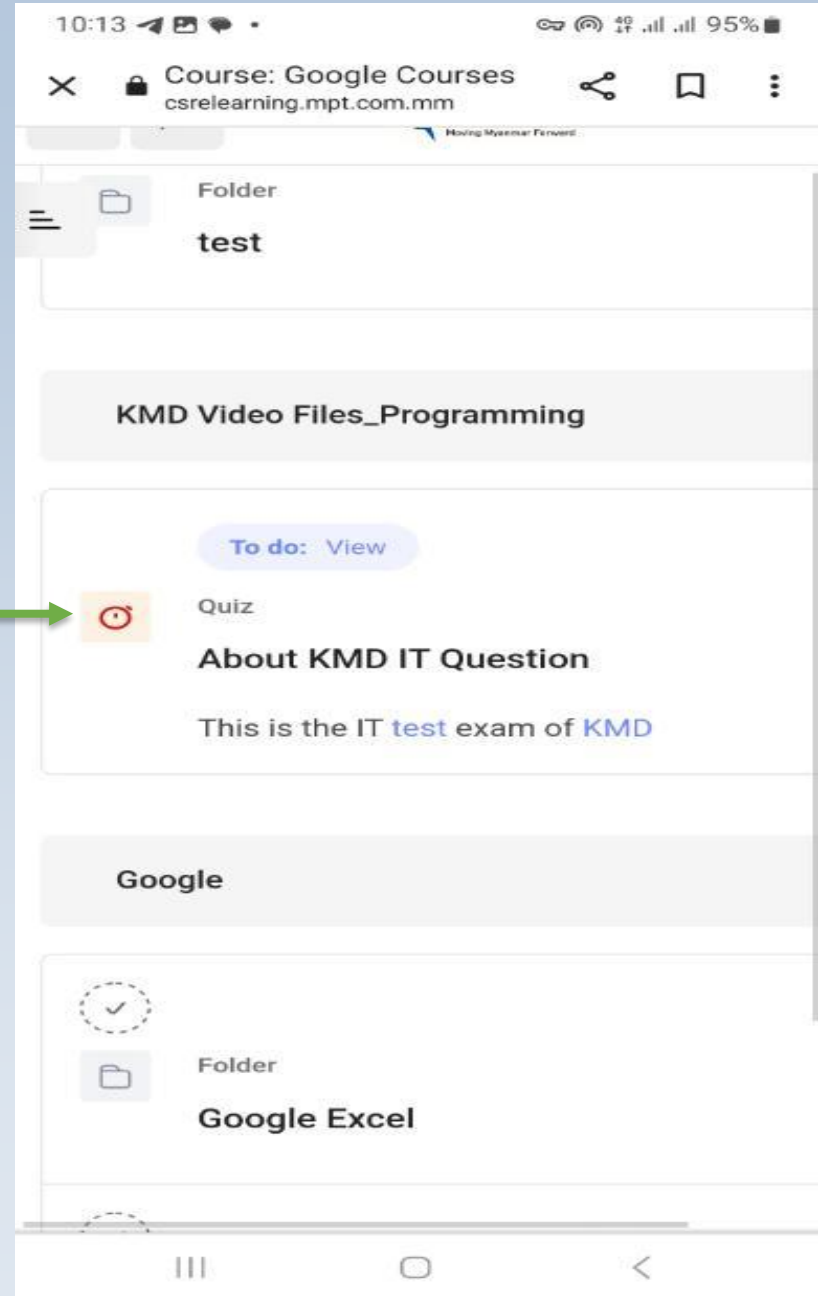 10:13
4G
95%
Course: Google Courses
csrelearning.mpt.com.mm
Moving Myanmar Forward
Folder
test
KMD Video Files_Programming
To do: View
Quiz
About KMD IT Question
This is the IT test exam of KMD
Google
Folder
Google Excel